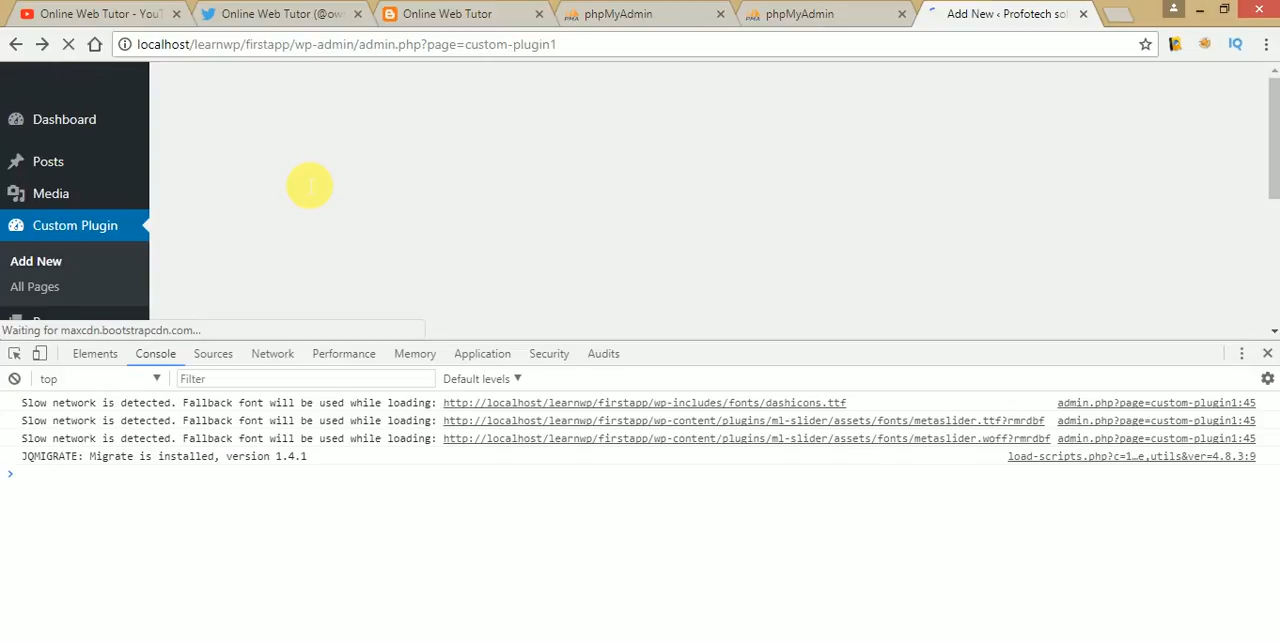 Online Web Tutor - YouT
Online Web Tutor (@ow
Online Web Tutor
phpMyAdmin
phpMyAdmin
Add New ‹ Profotech sol
localhost/learnwp/firstapp/wp-admin/admin.php?page=custom-plugin1
IQ
Dashboard
Posts
Media
Custom Plugin
Add New
All Pages
Waiting for maxcdn.bootstrapcdn.com...
Elements Console Sources Network Performance Memory Application Security Audits
top Filter Default levels
Slow network is detected. Fallback font will be used while loading: http://localhost/learnwp/firstapp/wp-includes/fonts/dashicons.ttf admin.php?page=custom-plugin1:45
Slow network is detected. Fallback font will be used while loading: http://localhost/learnwp/firstapp/wp-content/plugins/ml-slider/assets/fonts/metaslider.ttf?rmrdbf admin.php?page=custom-plugin1:45
Slow network is detected. Fallback font will be used while loading: http://localhost/learnwp/firstapp/wp-content/plugins/ml-slider/assets/fonts/metaslider.woff?rmrdbf admin.php?page=custom-plugin1:45
JQMIGRATE: Migrate is installed, version 1.4.1 load-scripts.php?c=1…e,utils&ver=4.8.3:9